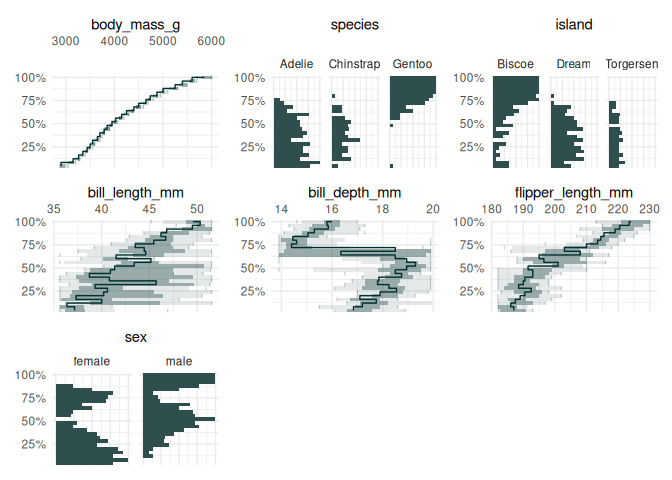 body_mass_g species island
3000 4000 5000 6000
Adelie Chinstrap Gentoo Biscoe Dream Torgersen
100% 100% 100%
75% 75% 75%
50% 50% 50%
25% 25% 25%
bill_length_mm bill_depth_mm flipper_length_mm
35 40 45 50 14 16 18 20 180 190 200 210 220 230
100% 100% 100%
75% 75% 75%
50% 50% 50%
25% 25% 25%
sex
female male
100%
75%
50%
25%